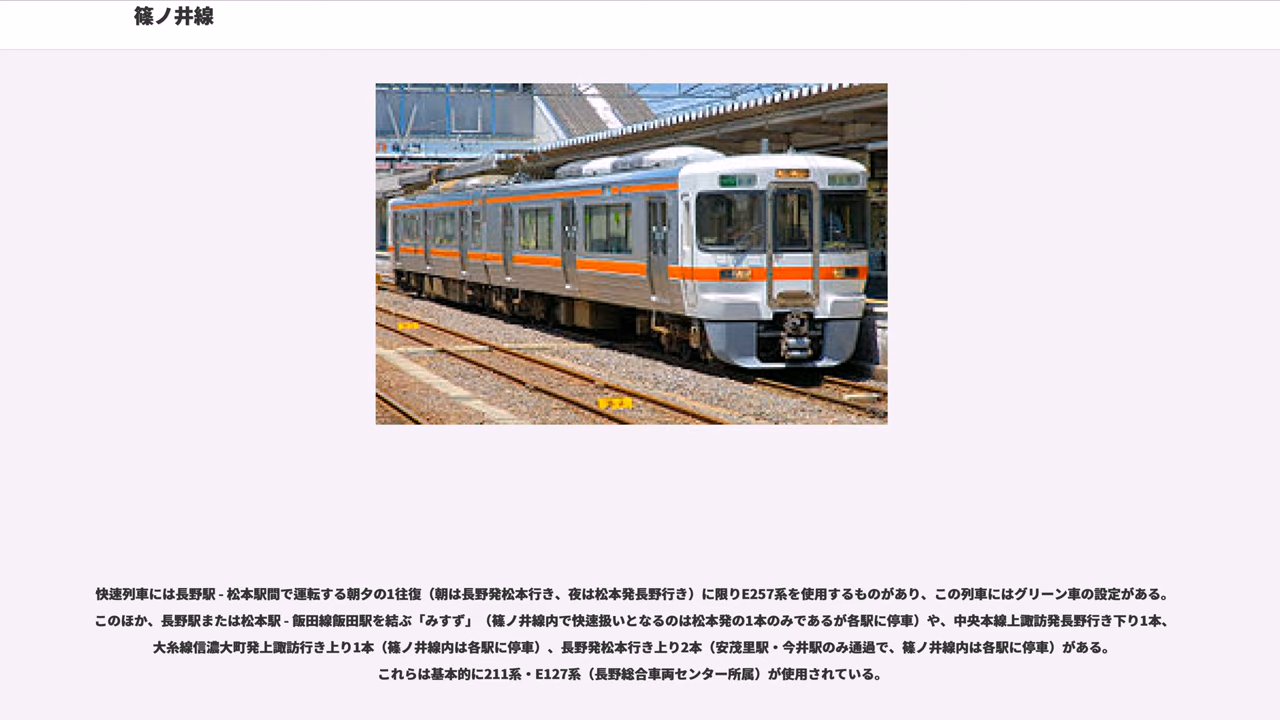 篠ノ井線
快速列車には長野駅 - 松本駅間で運転する朝夕の1往復（朝は長野発松本行き、夜は松本発長野行き）に限りE257系を使用するものがあり、この列車にはグリーン車の設定がある。
このほか、長野駅または松本駅 - 飯田線飯田駅を結ぶ「みすず」（篠ノ井線内で快速扱いとなるのは松本発の1本のみであるが各駅に停車）や、中央本線上諏訪発長野行き下り1本、
大糸線信濃大町発上諏訪行き上り1本（篠ノ井線内は各駅に停車）、長野発松本行き上り2本（安茂里駅・今井駅のみ通過で、篠ノ井線内は各駅に停車）がある。
これらは基本的に211系・E127系（長野総合車両センター所属）が使用されている。